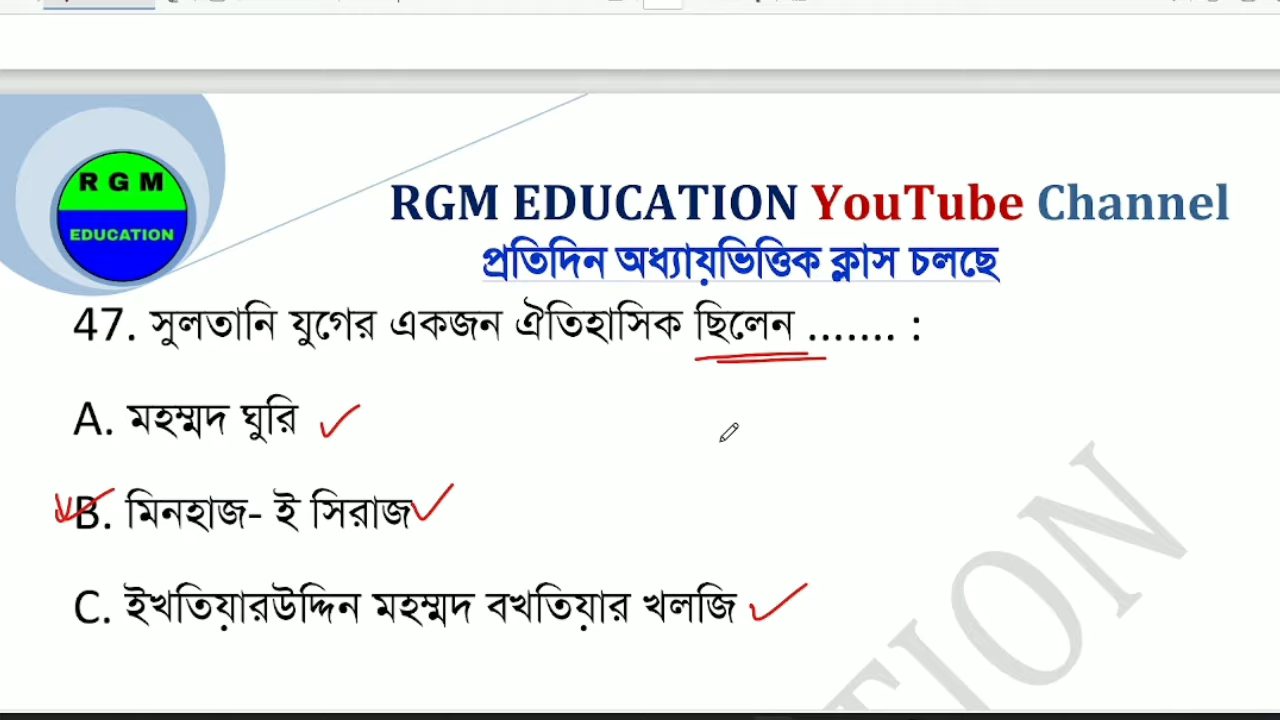 R G M
EDUCATION
RGM EDUCATION YouTube Channel
প্রতিদিন অধ্যায়ভিত্তিক ক্লাস চলছে
47. সুলতানি যুগের একজন ঐতিহাসিক ছিলেন ....... :
A. মহম্মদ ঘুরি
B. মিনহাজ- ই সিরাজ
C. ইখতিয়ারউদ্দিন মহম্মদ বখতিয়ার খলজি
TION